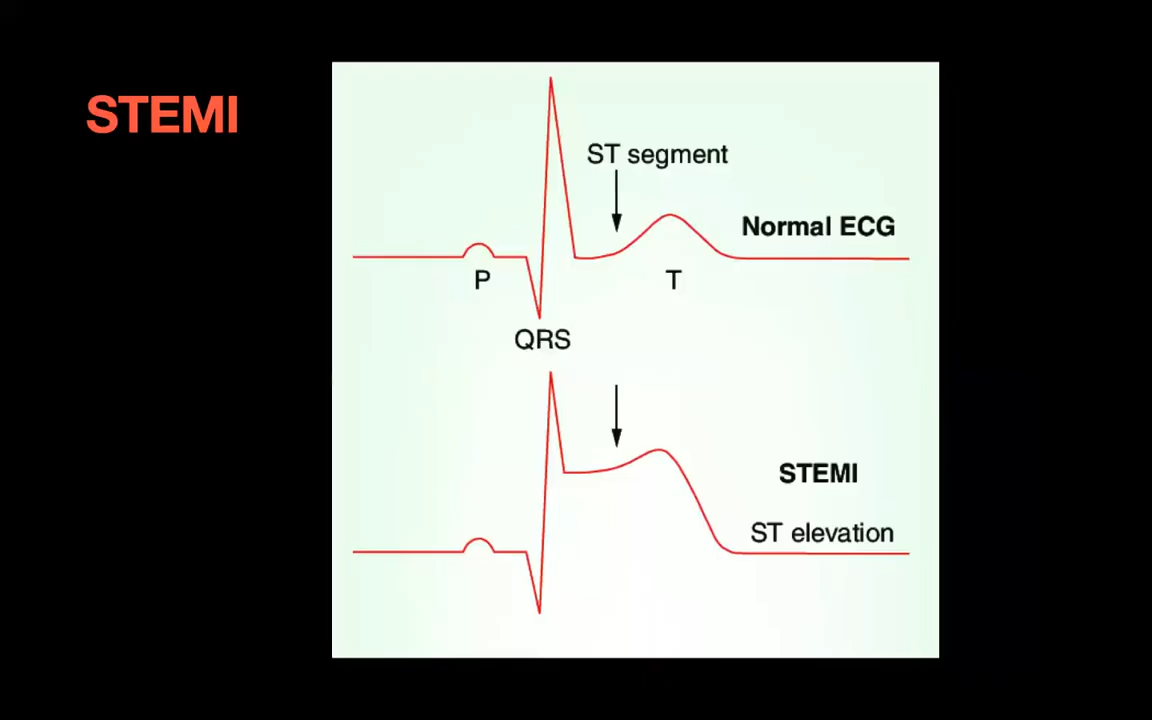 STEMI
ST segment
Normal ECG
P
T
QRS
STEMI
ST elevation